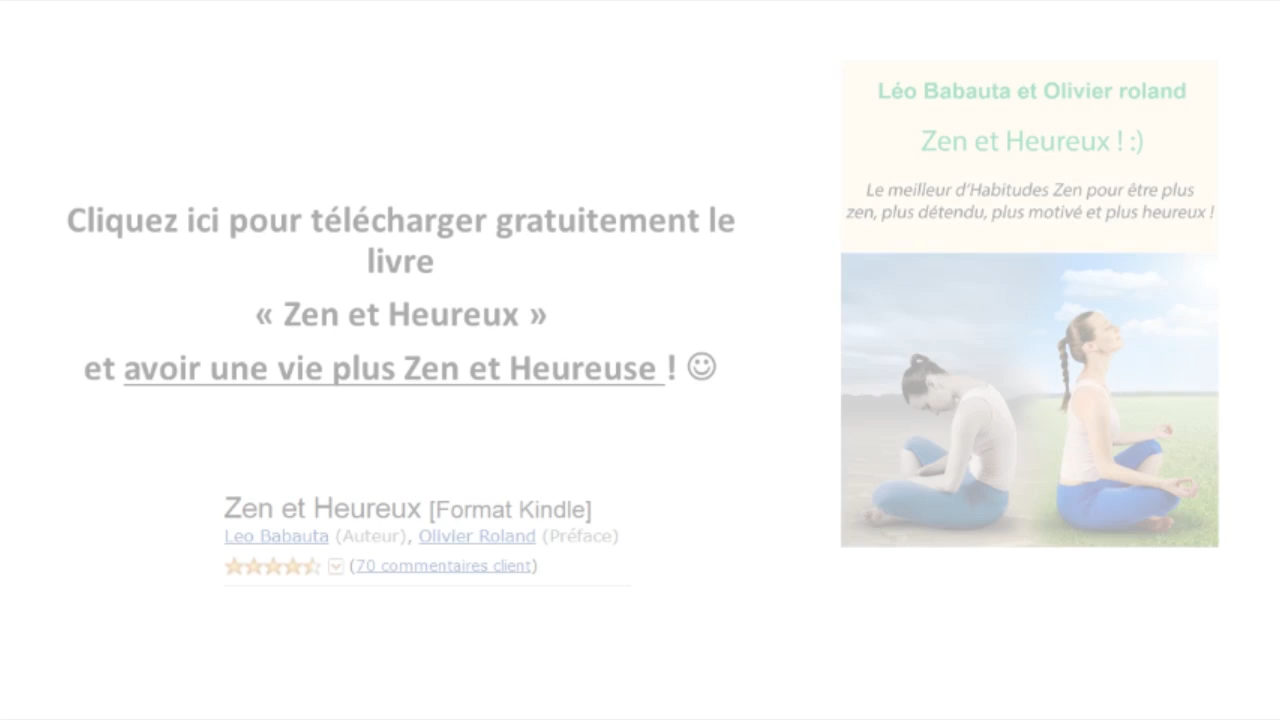 Cliquez ici pour télécharger gratuitement le
livre
« Zen et Heureux »
et avoir une vie plus Zen et Heureuse ! ☺
Zen et Heureux [Format Kindle]
Leo Babauta (Auteur), Olivier Roland (Préface)
(70 commentaires client)
Léo Babauta et Olivier roland
Zen et Heureux ! :)
Le meilleur d'Habitudes Zen pour être plus
zen, plus détendu, plus motivé et plus heureux !